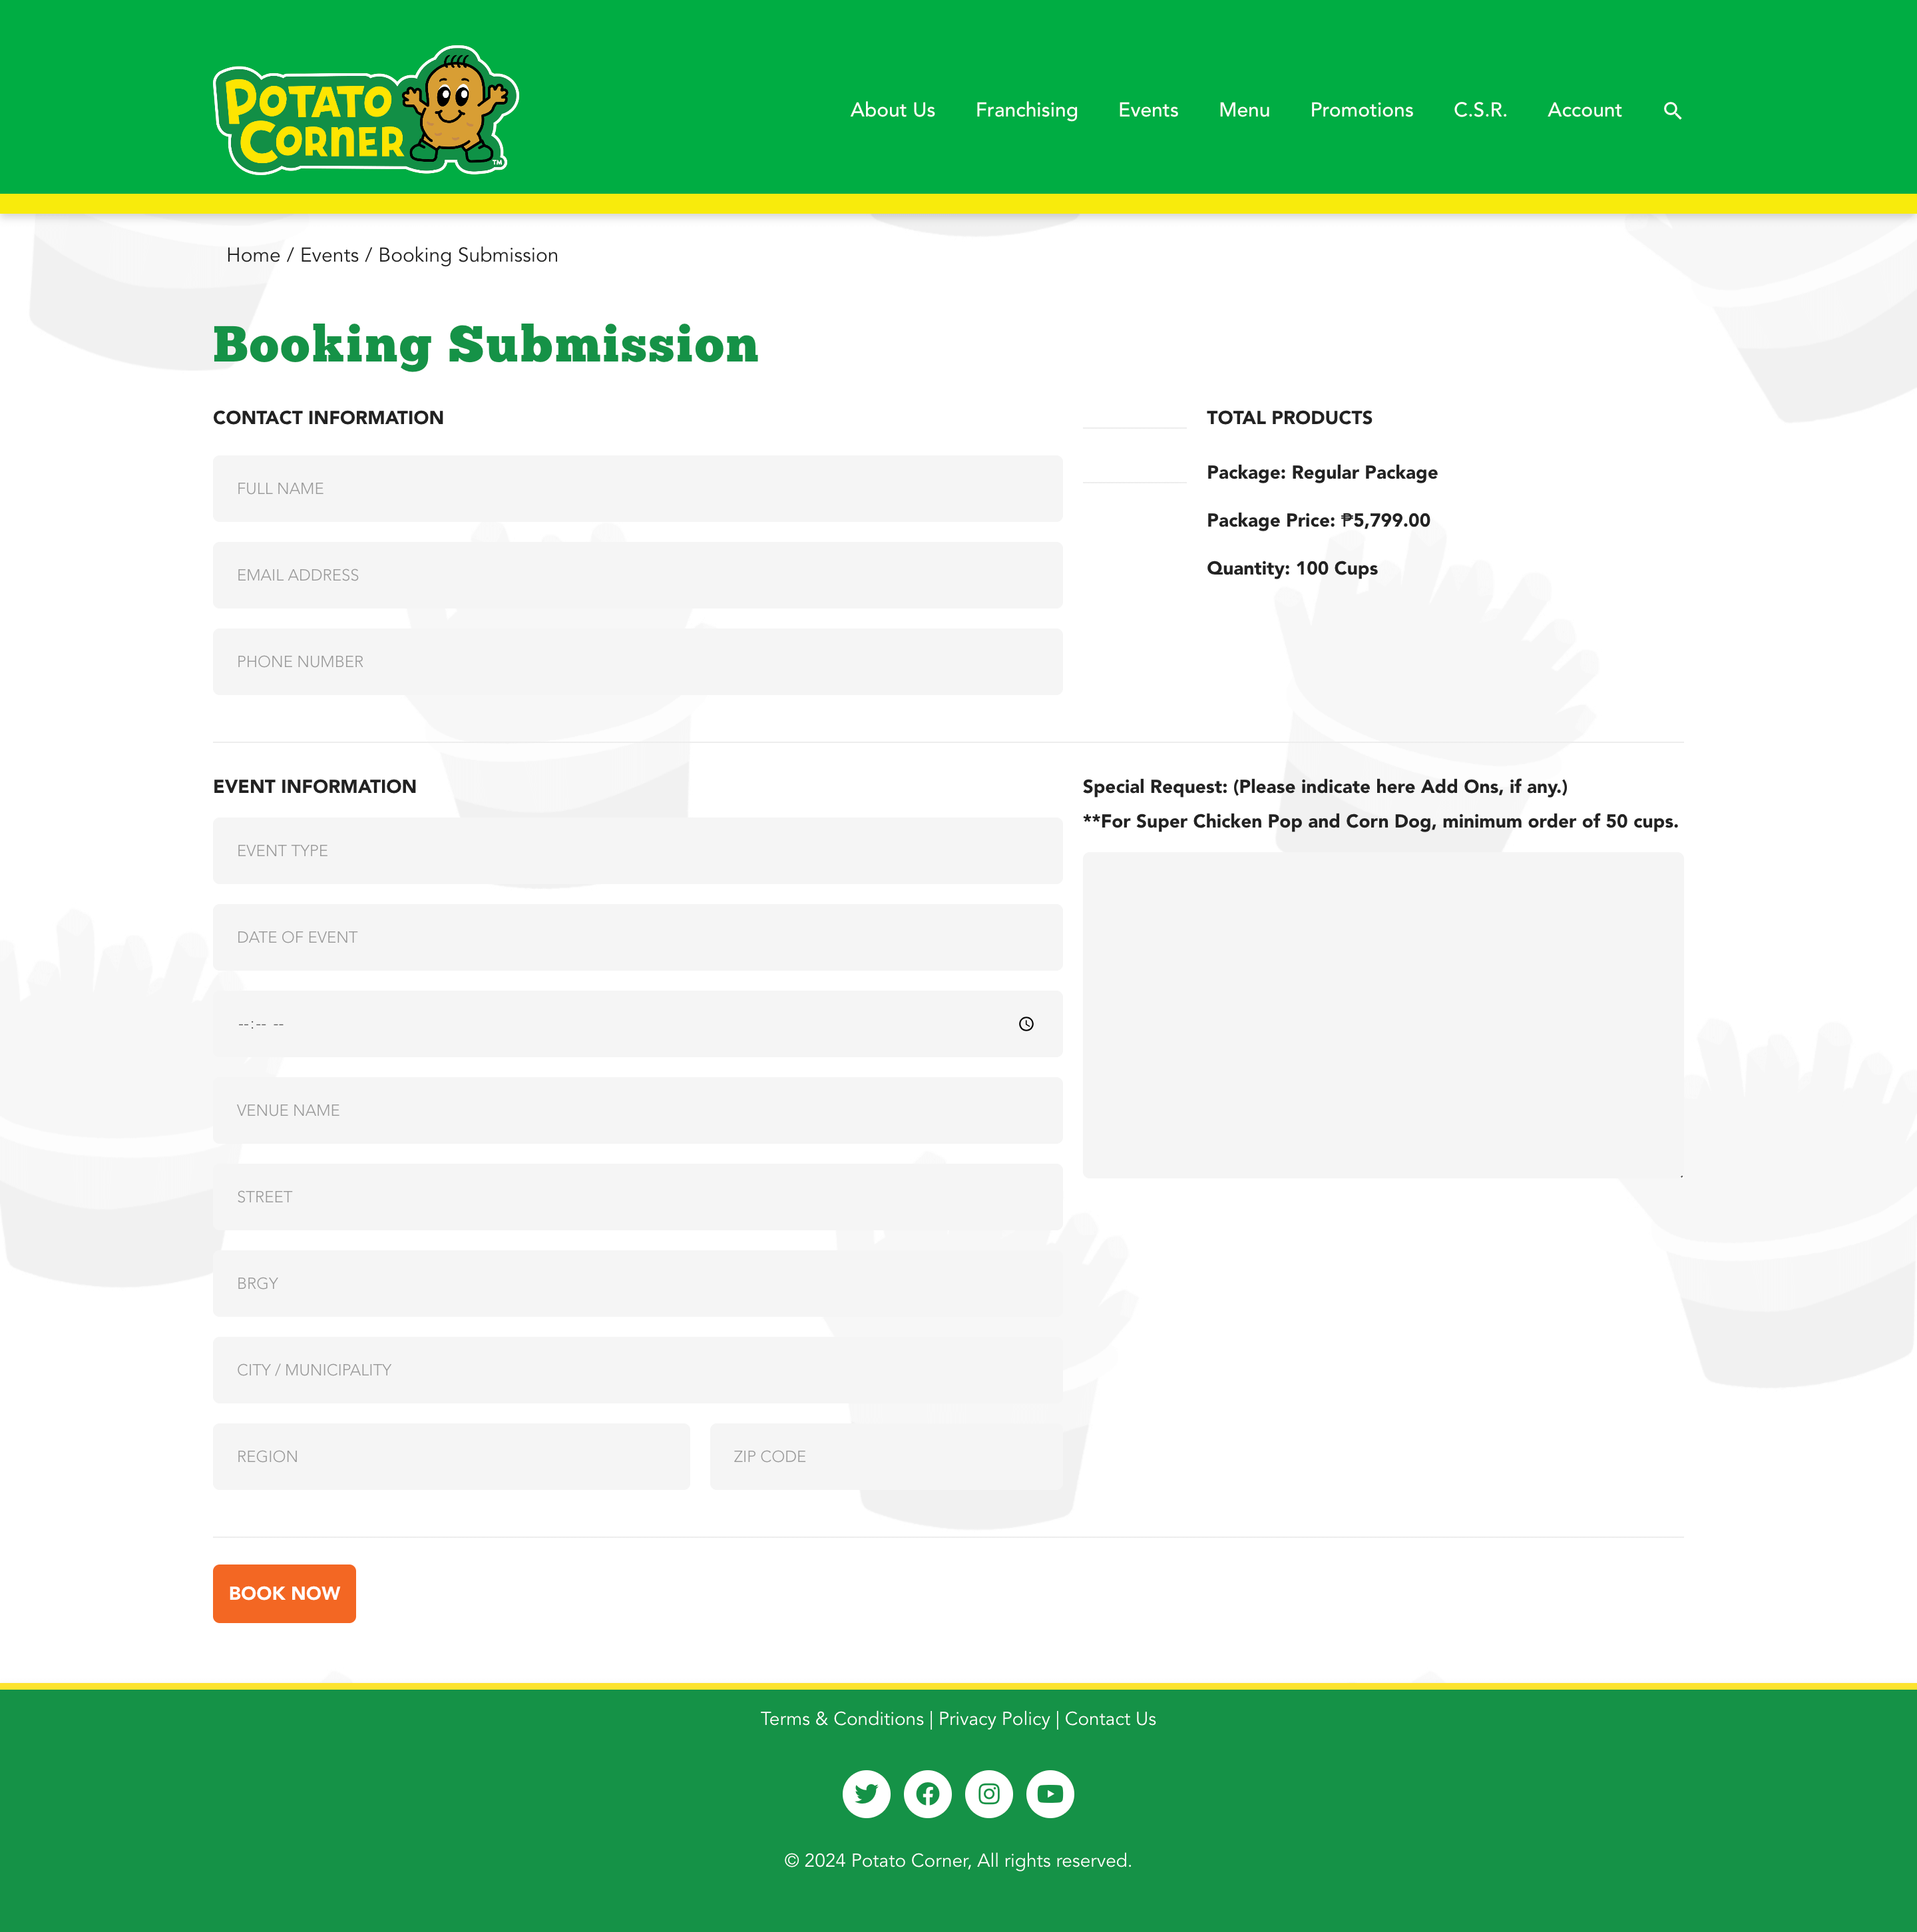 POTATO
CORNER
TM
About Us Franchising Events Menu Promotions C.S.R. Account
Home / Events / Booking Submission
Booking Submission
CONTACT INFORMATION
FULL NAME
EMAIL ADDRESS
PHONE NUMBER
TOTAL PRODUCTS
Package: Regular Package
Package Price: ₱5,799.00
Quantity: 100 Cups
EVENT INFORMATION
EVENT TYPE
DATE OF EVENT
--:-- --
VENUE NAME
STREET
BRGY
CITY / MUNICIPALITY
REGION ZIP CODE
Special Request: (Please indicate here Add Ons, if any.)
**For Super Chicken Pop and Corn Dog, minimum order of 50 cups.
BOOK NOW
Terms & Conditions | Privacy Policy | Contact Us
© 2024 Potato Corner, All rights reserved.